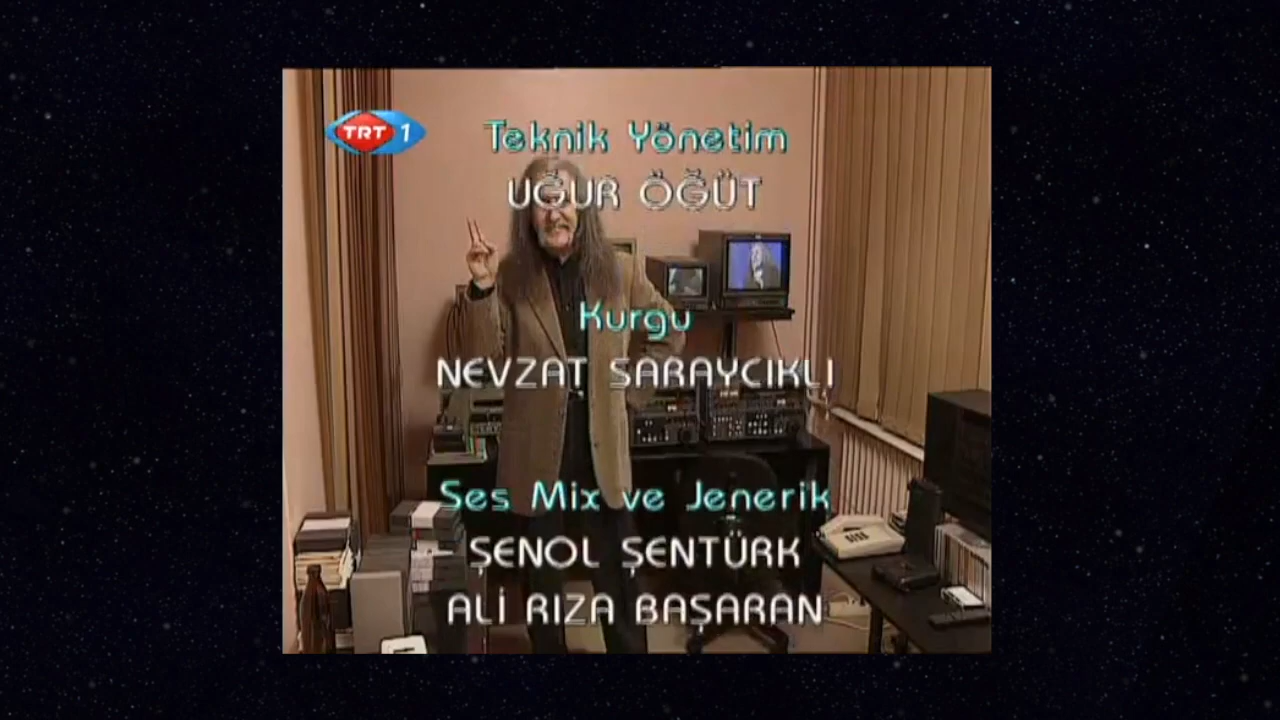 TRT 1
Teknik Yönetim
UĞUR ÖĞÜT
Kurgu
NEVZAT SARAYCIKLI
Ses Mix ve Jenerik
ŞENOL ŞENTÜRK
ALİ RIZA BAŞARAN